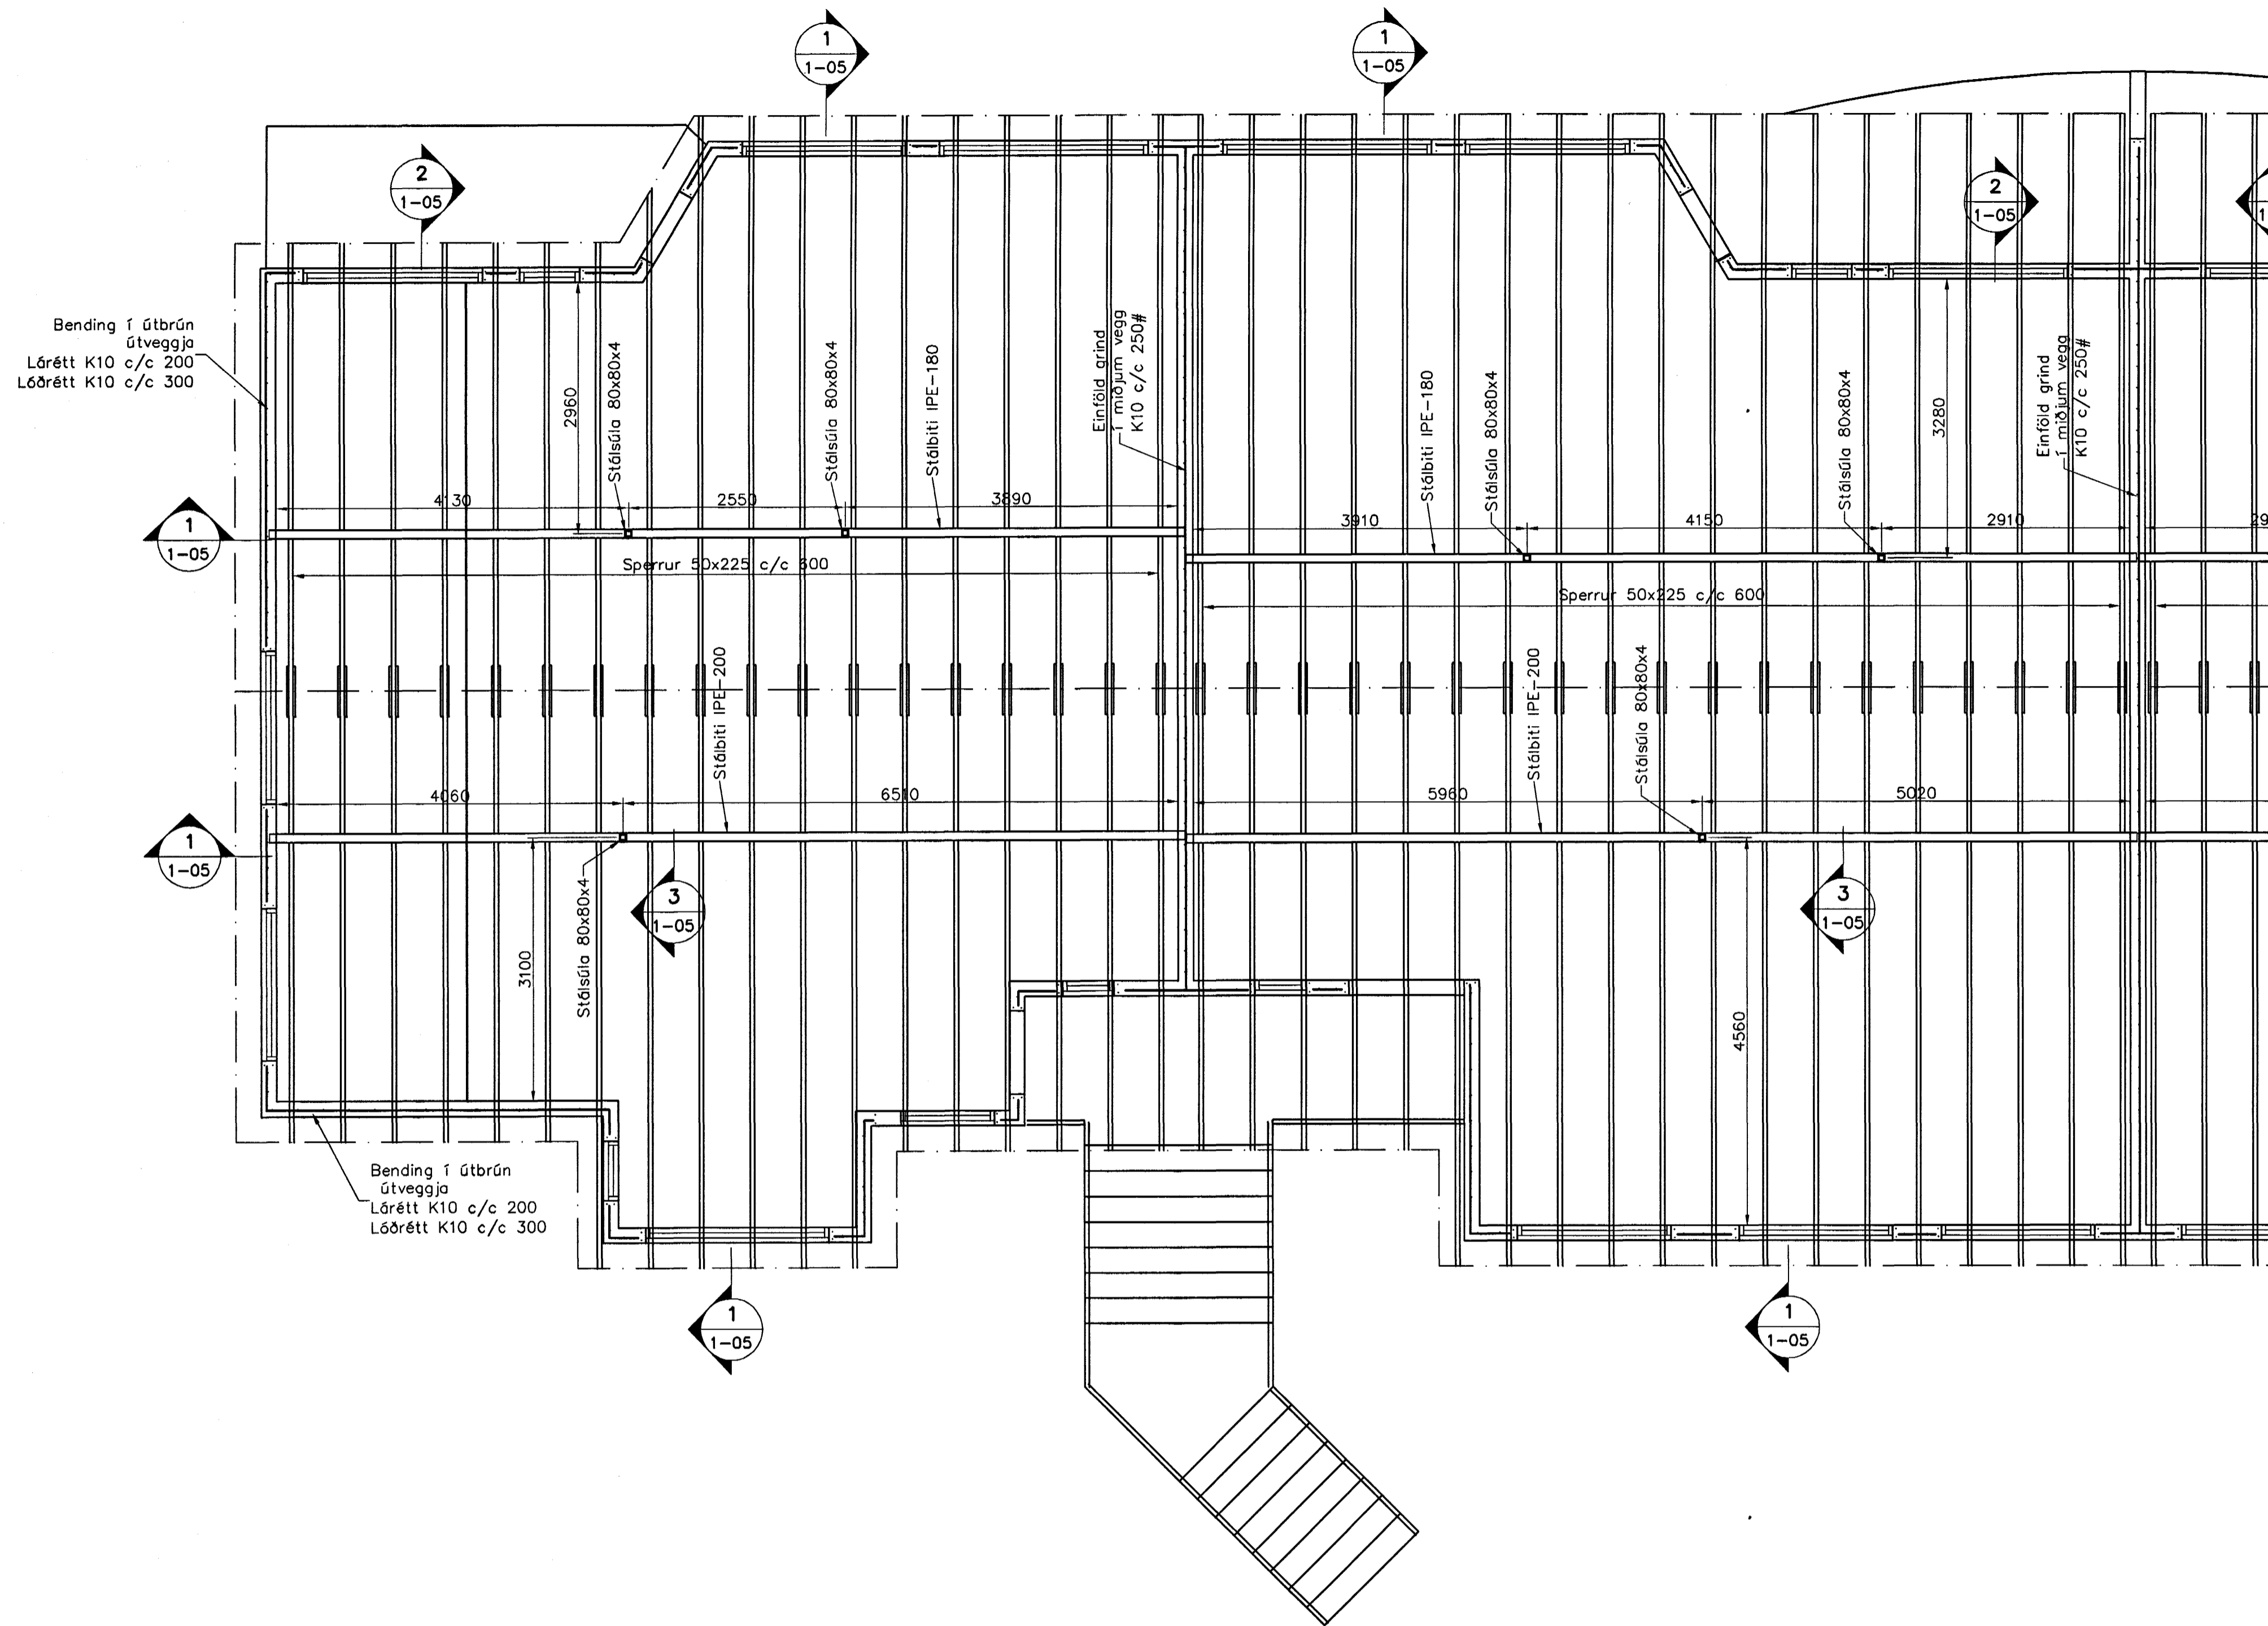 1
1-05
1
1-05
2
1-05
2
1-05
Bending í útbrún
útveggja
Lárétt K10 c/c 200
Lóðrétt K10 c/c 300
2960
Stálsúla 80x80x4
Stálsúla 80x80x4
Stálbiti IPE-180
Einföld grind
í miðjum vegg
K10 c/c 250#
Stálbiti IPE-180
Stálsúla 80x80x4
Stálsúla 80x80x4
3280
Einföld grind
í miðjum vegg
K10 c/c 250#
4130
2550
3890
3910
4150
2910
29
1
1-05
Sperrur 50x225 c/c 600
Sperrur 50x225 c/c 600
Stálbiti IPE-200
Stálbiti IPE-200
Stálsúla 80x80x4
4060
6510
5960
5020
1
1-05
Stálsúla 80x80x4
3
1-05
3
1-05
3100
4560
Bending í útbrún
útveggja
Lárétt K10 c/c 200
Lóðrétt K10 c/c 300
1
1-05
1
1-05